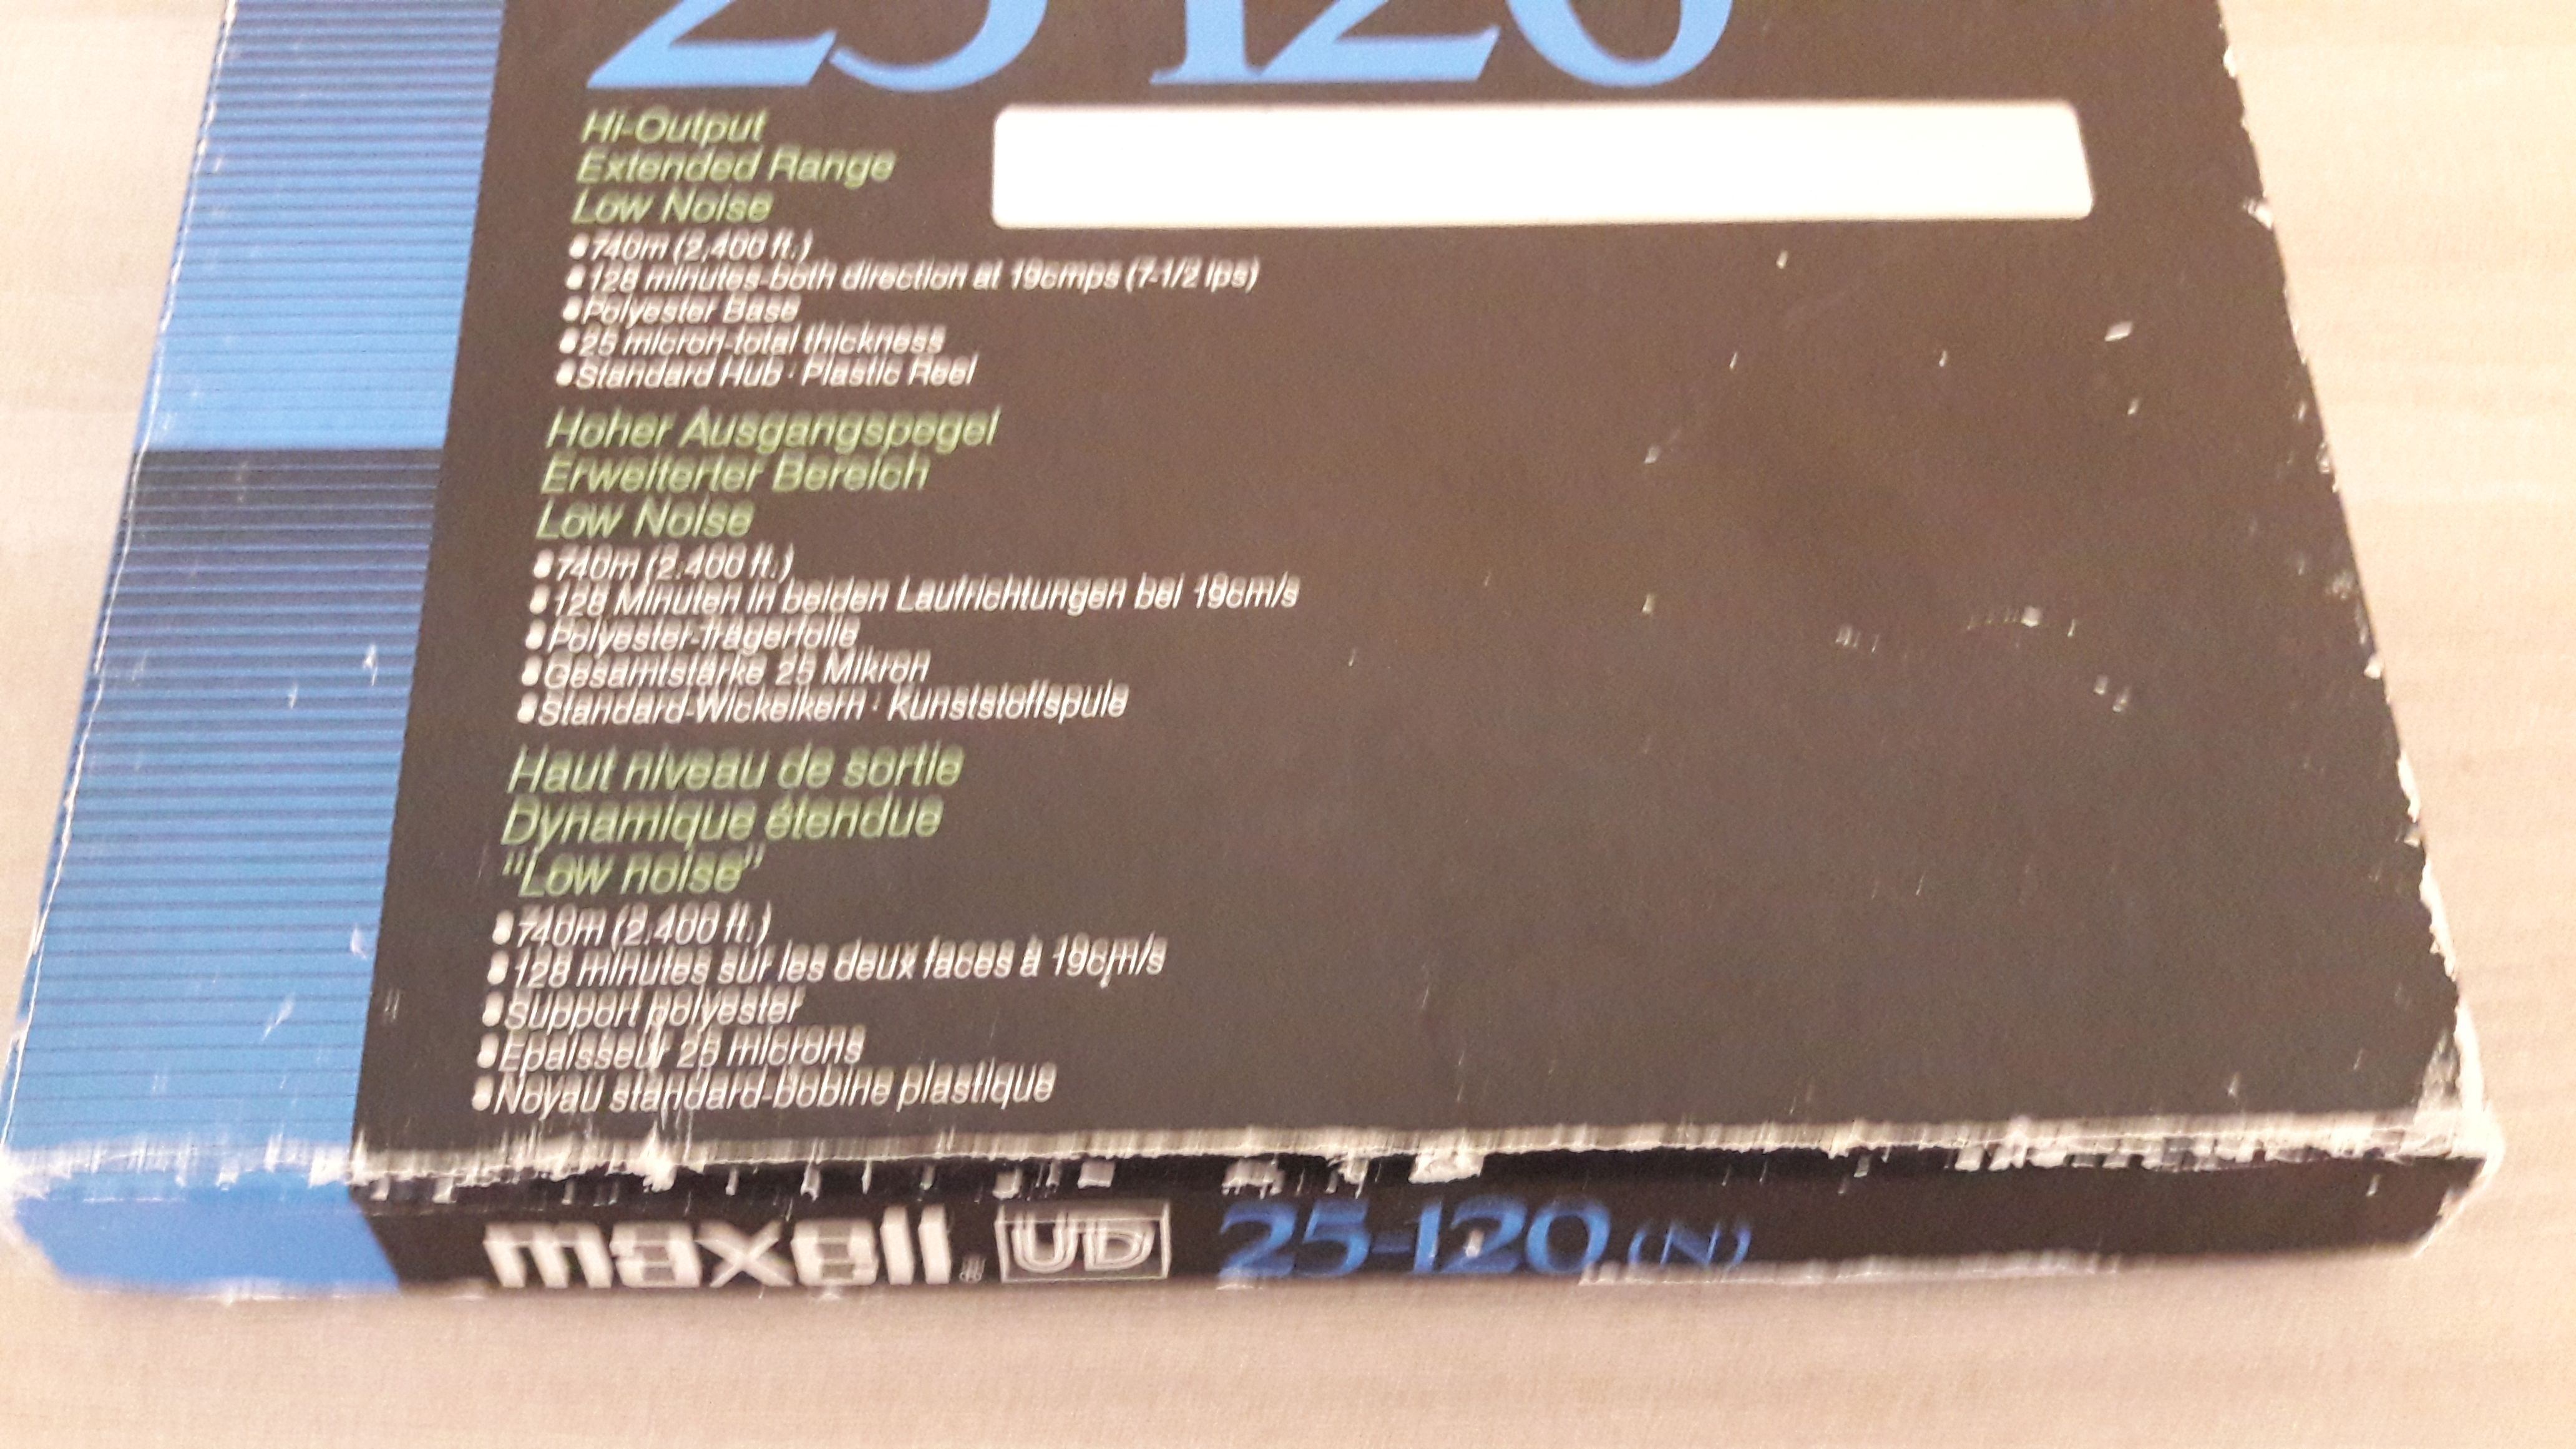 25-120
Hi-Output
Extended Range
Low Noise
•740m (2,400 ft.)
•128 minutes-both direction at 19cmps (7-1/2 ips)
•Polyester Base
•25 micron-total thickness
•Standard Hub · Plastic Reel
Hoher Ausgangspegel
Erweiterter Bereich
Low Noise
•740m (2.400 ft.)
•128 Minuten in beiden Laufrichtungen bei 19cm/s
•Polyester-Trägerfolie
•Gesamtstärke 25 Mikron
•Standard-Wickelkern · Kunststoffspule
Haut niveau de sortie
Dynamique étendue
"Low noise"
•740m (2.400 ft.)
•128 minutes sur les deux faces à 19cm/s
•Support polyester
•Epaisseur 25 microns
•Noyau standard-bobine plastique
maxell UD 25-120 (N)